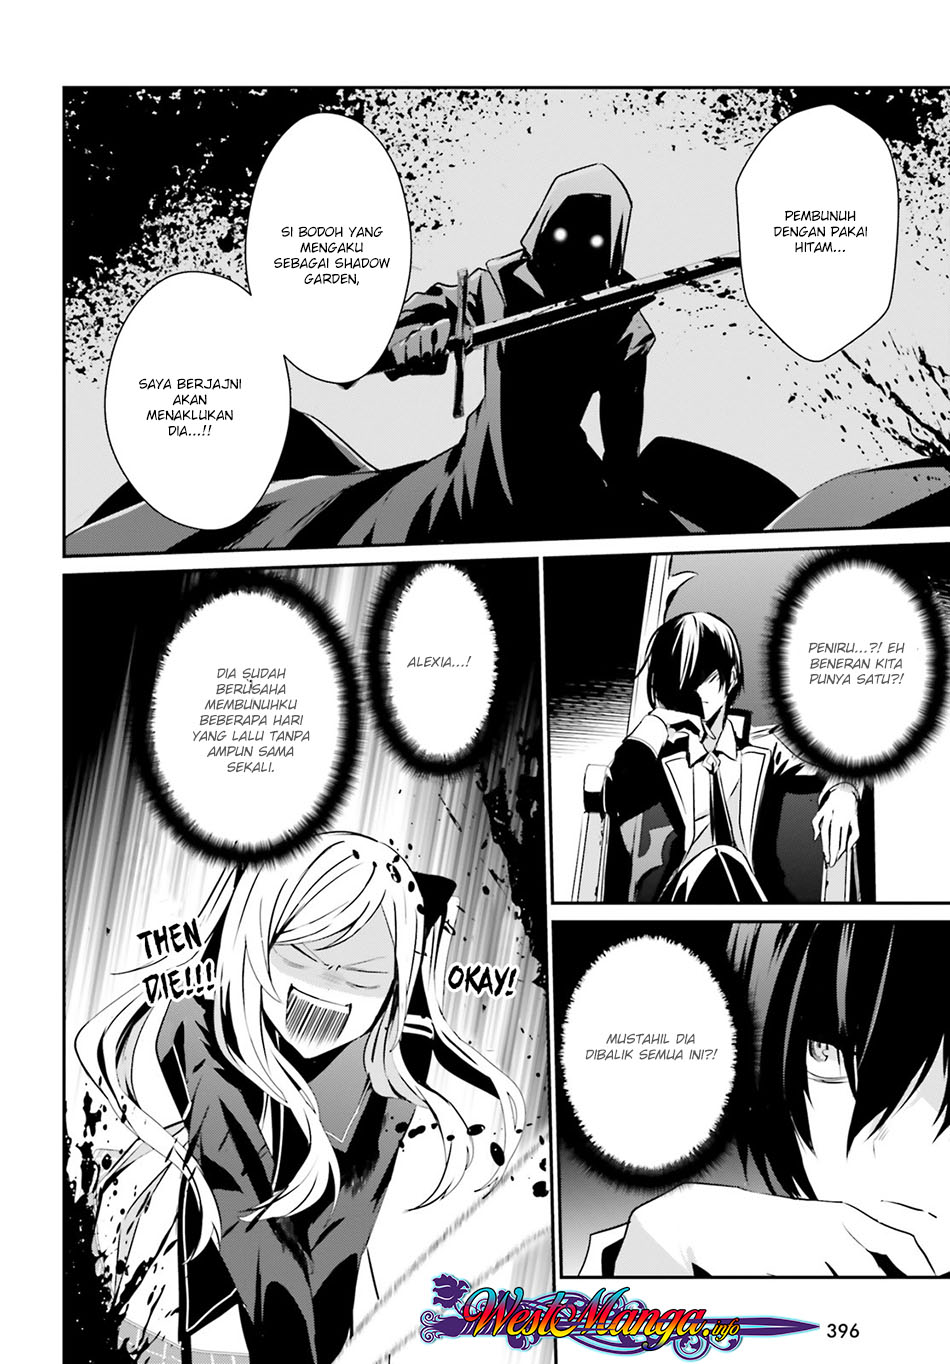 PEMBUNUH
DENGAN PAKAI
HITAM...
SI BODOH YANG
MENGAKU
SEBAGAI SHADOW
GARDEN,
SAYA BERJAJNI
AKAN
MENAKLUKAN
DIA...!!
PENIRU...?! EH
BENERAN KITA
PUNYA SATU?!
MUSTAHIL DIA
DIBALIK SEMUA INI?!
ALEXIA...!
DIA SUDAH
BERUSAHA
MEMBUNUHKU
BEBERAPA HARI
YANG LALU TANPA
AMPUN SAMA
SEKALI.
OKAY!
THEN
DIE!!!
WestManga.info
396